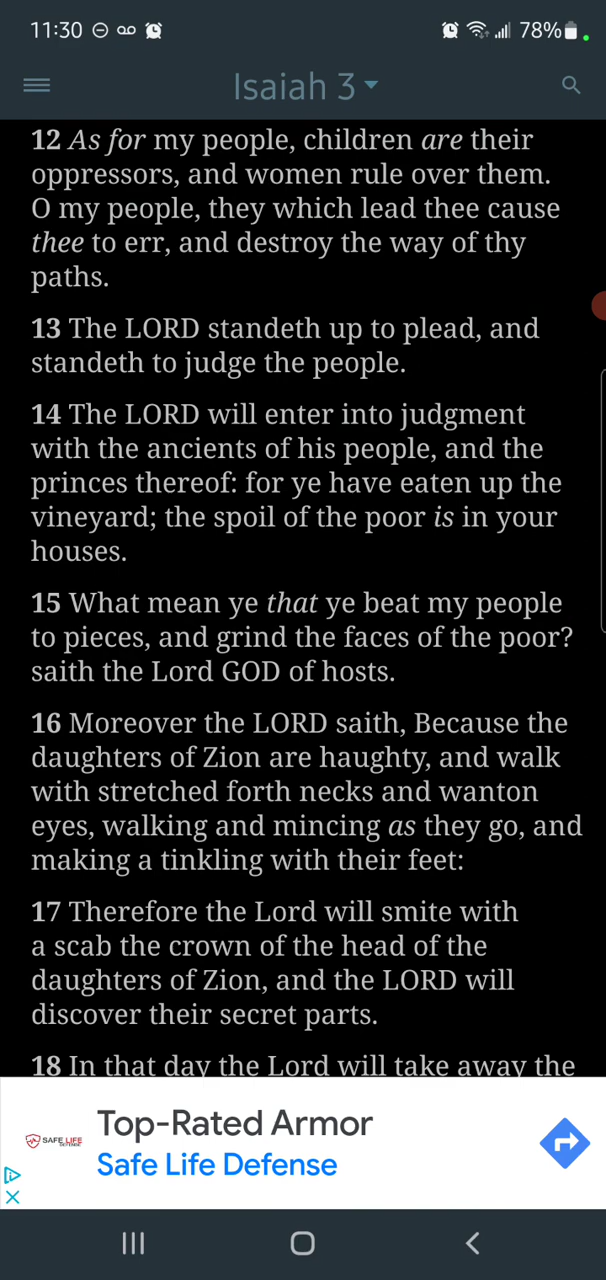 11:30
78%
Isaiah 3
12 As for my people, children are their
oppressors, and women rule over them.
O my people, they which lead thee cause
thee to err, and destroy the way of thy
paths.
13 The LORD standeth up to plead, and
standeth to judge the people.
14 The LORD will enter into judgment
with the ancients of his people, and the
princes thereof: for ye have eaten up the
vineyard; the spoil of the poor is in your
houses.
15 What mean ye that ye beat my people
to pieces, and grind the faces of the poor?
saith the Lord GOD of hosts.
16 Moreover the LORD saith, Because the
daughters of Zion are haughty, and walk
with stretched forth necks and wanton
eyes, walking and mincing as they go, and
making a tinkling with their feet:
17 Therefore the Lord will smite with
a scab the crown of the head of the
daughters of Zion, and the LORD will
discover their secret parts.
18 In that day the Lord will take away the
SAFE LIFE
DEFENSE
Top-Rated Armor
Safe Life Defense